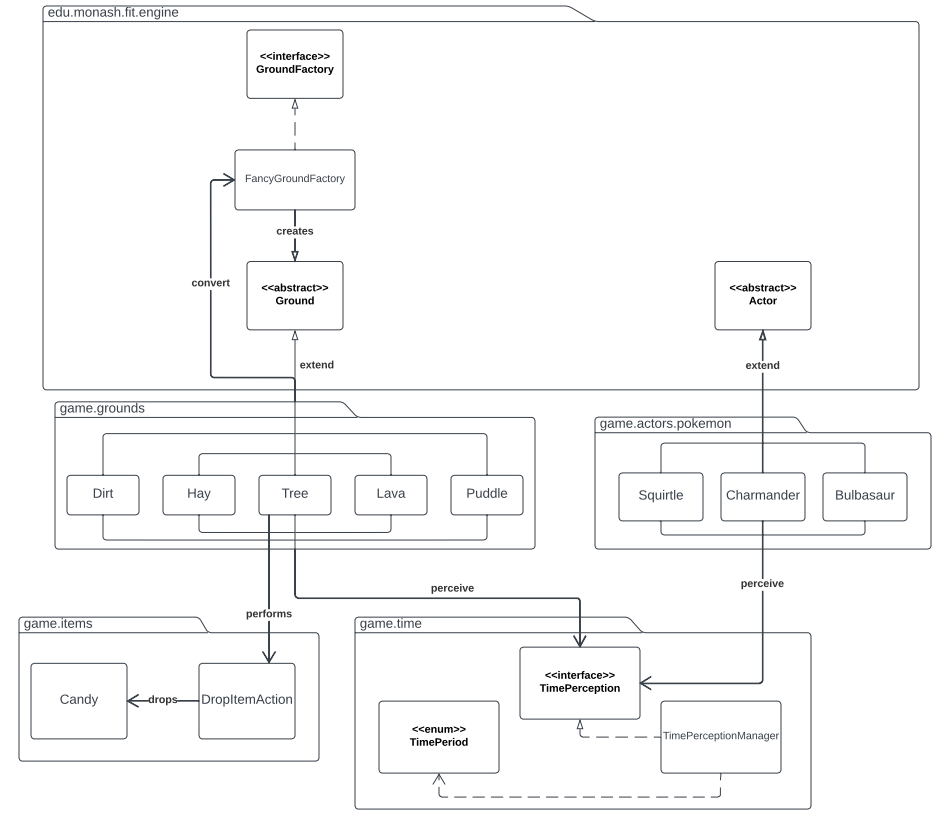 edu.monash.fit.engine
<<interface>>
GroundFactory
FancyGroundFactory
creates
convert
<<abstract>>
Ground
<<abstract>>
Actor
extend
extend
game.grounds
game.actors.pokemon
Dirt
Hay
Tree
Lava
Puddle
Squirtle
Charmander
Bulbasaur
perceive
perceive
performs
game.items
game.time
Candy
drops
DropItemAction
<<interface>>
TimePerception
<<enum>>
TimePeriod
TimePerceptionManager